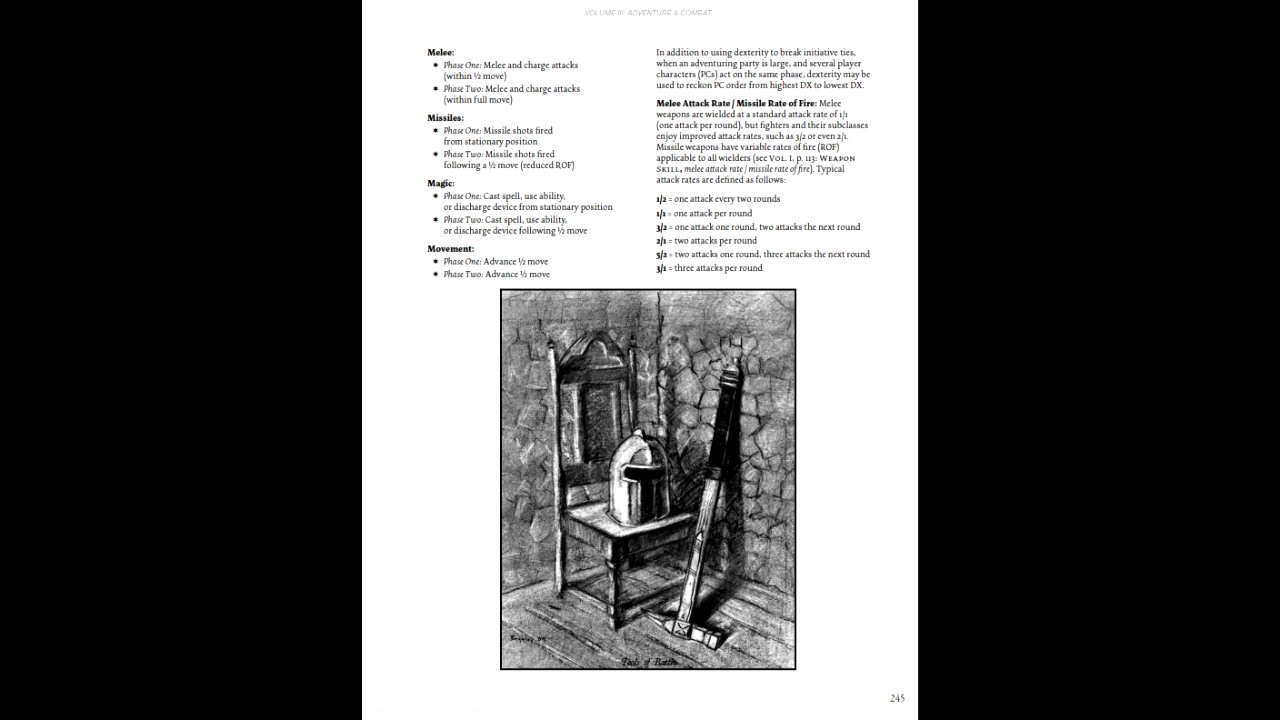 VOLUME III: ADVENTURE & COMBAT
Melee:
✷ Phase One: Melee and charge attacks
(within ½ move)
✷ Phase Two: Melee and charge attacks
(within full move)
Missiles:
✷ Phase One: Missile shots fired
from stationary position
✷ Phase Two: Missile shots fired
following a ½ move (reduced ROF)
Magic:
✷ Phase One: Cast spell, use ability,
or discharge device from stationary position
✷ Phase Two: Cast spell, use ability,
or discharge device following ½ move
Movement:
✷ Phase One: Advance ½ move
✷ Phase Two: Advance ½ move
In addition to using dexterity to break initiative ties,
when an adventuring party is large, and several player
characters (PCs) act on the same phase, dexterity may be
used to reckon PC order from highest DX to lowest DX.
Melee Attack Rate / Missile Rate of Fire: Melee
weapons are wielded at a standard attack rate of 1/1
(one attack per round), but fighters and their subclasses
enjoy improved attack rates, such as 3/2 or even 2/1.
Missile weapons have variable rates of fire (ROF)
applicable to all wielders (see VOL. I, p. 113: WEAPON
SKILL, melee attack rate / missile rate of fire). Typical
attack rates are defined as follows:
1/2 = one attack every two rounds
1/1 = one attack per round
3/2 = one attack one round, two attacks the next round
2/1 = two attacks per round
5/2 = two attacks one round, three attacks the next round
3/1 = three attacks per round
Tools of Battle
245